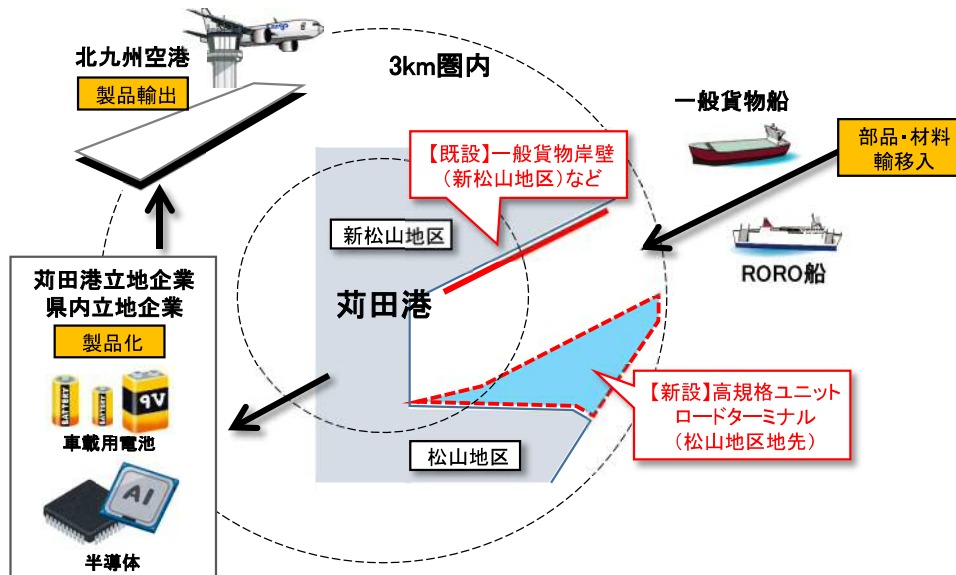 北九州空港
製品輸出
3km圏内
一般貨物船
部品・材料
輸移入
【既設】一般貨物岸壁
（新松山地区）など
新松山地区
RORO船
苅田港立地企業
県内立地企業
製品化
苅田港
BATTERY
BATTERY
9V
車載用電池
【新設】高規格ユニット
ロードターミナル
（松山地区地先）
松山地区
AI
半導体